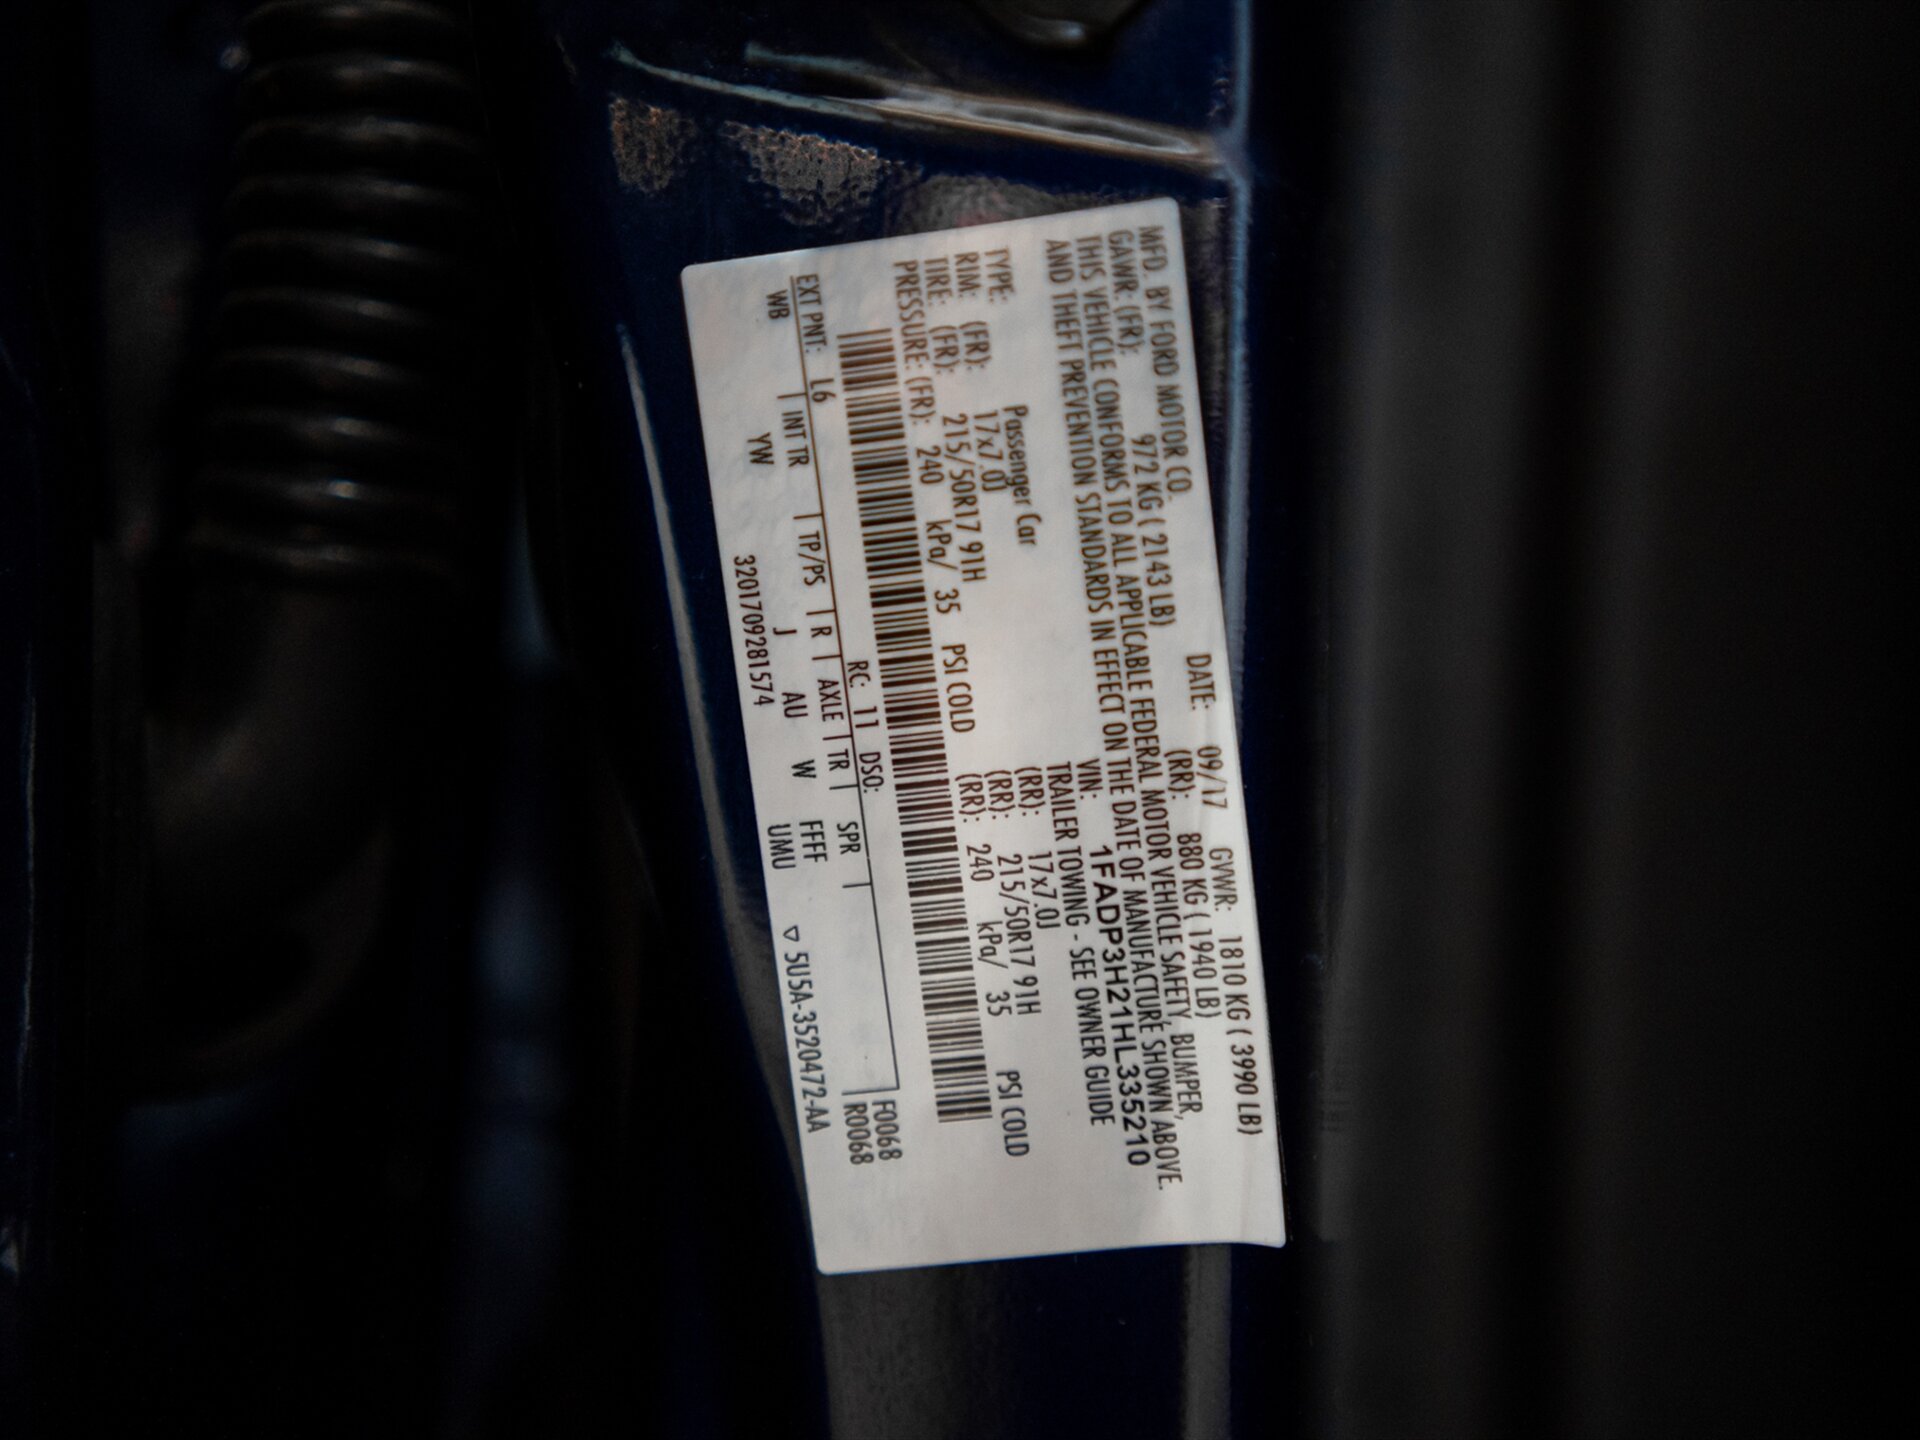 MFD. BY FORD MOTOR CO. DATE: 09/17 GVWR: 1810 KG ( 3990 LB)
GAWR: (FR): 972 KG ( 2143 LB) (RR): 880 KG ( 1940 LB)
THIS VEHICLE CONFORMS TO ALL APPLICABLE FEDERAL MOTOR VEHICLE SAFETY, BUMPER,
AND THEFT PREVENTION STANDARDS IN EFFECT ON THE DATE OF MANUFACTURE SHOWN ABOVE.
VIN: 1FADP3H21HL335210
TYPE: Passenger Car TRAILER TOWING - SEE OWNER GUIDE
RIM: (FR): 17x7.0J (RR): 17x7.0J
TIRE: (FR): 215/50R17 91H (RR): 215/50R17 91H
PRESSURE: (FR): 240 kPa/ 35 PSI COLD (RR): 240 kPa/ 35 PSI COLD
RC: 11 DSO: F0068
EXT PNT: L6 R0068
WB | INT TR | TP/PS | R | AXLE | TR | SPR |
YW J AU W FFFF
320170928 1574 UMU ▽ 5U5A-3520472-AA